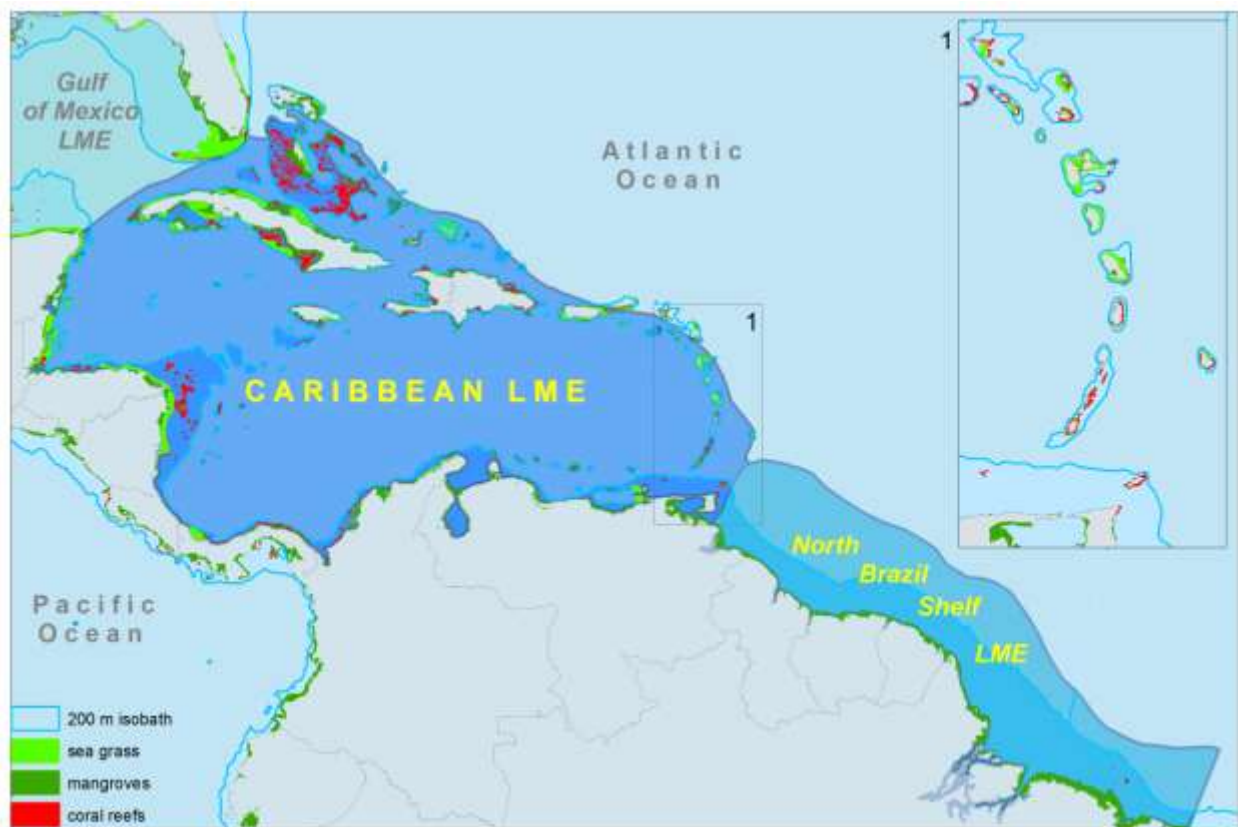 Gulf
of Mexico
LME
Atlantic
Ocean
1
1
CARIBBEAN LME
North
Brazil
Shelf
LME
Pacific
Ocean
200 m isobath
sea grass
mangroves
coral reefs